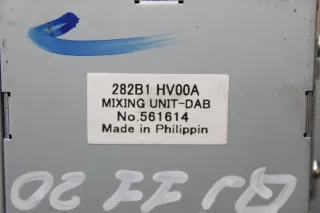 282B1 HV00A
MIXING UNIT-DAB
No.561614
Made in Philippin